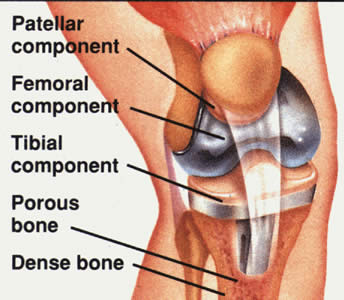 Patellar
component
Femoral
component
Tibial
component
Porous
bone
Dense bone